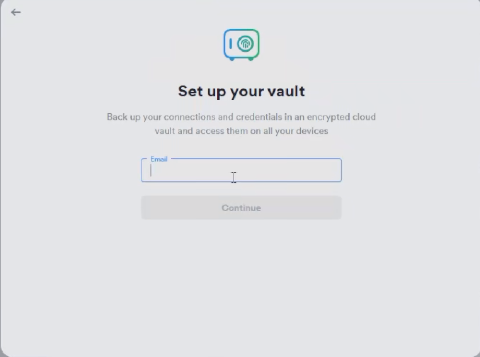 Set up your vault
Back up your connections and credentials in an encrypted cloud
vault and access them on all your devices
Email
Continue